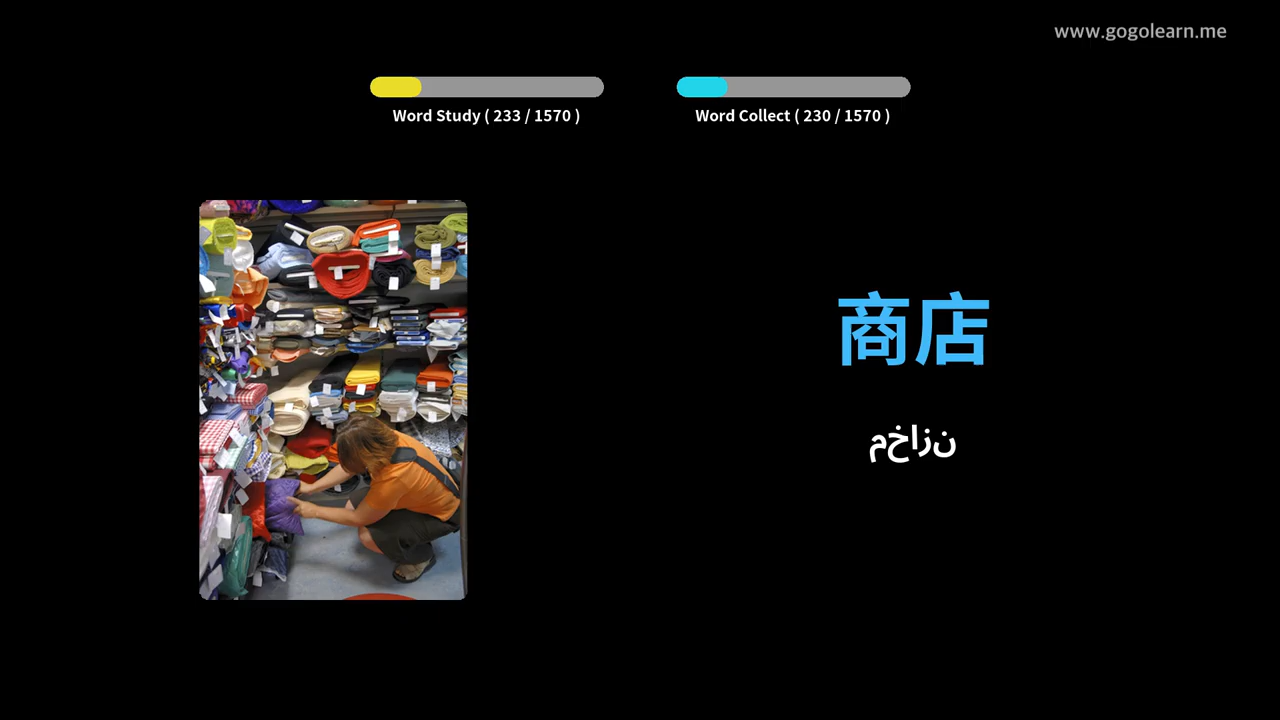 www.gogolearn.me
Word Study ( 233 / 1570 )
Word Collect ( 230 / 1570 )
商店
مخازن